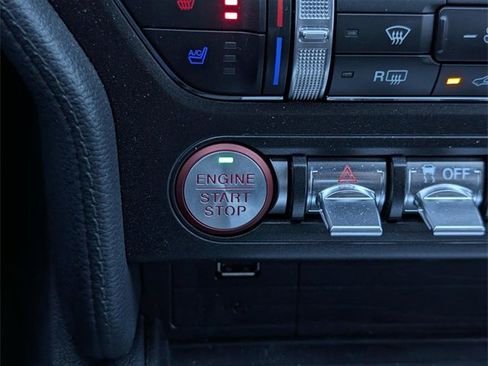 A/C
R
ENGINE
START
STOP
OFF